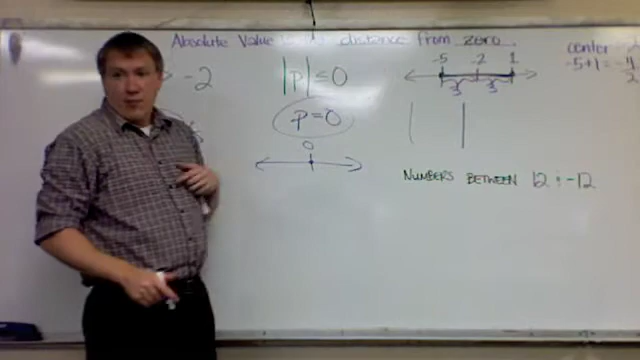 Absolute Value distance from zero.
> -2
|p| ≤ 0
p = 0
0
-5 -2 1
3 3
center
-5+1 = -4
2
NUMBERS BETWEEN 12 : -12